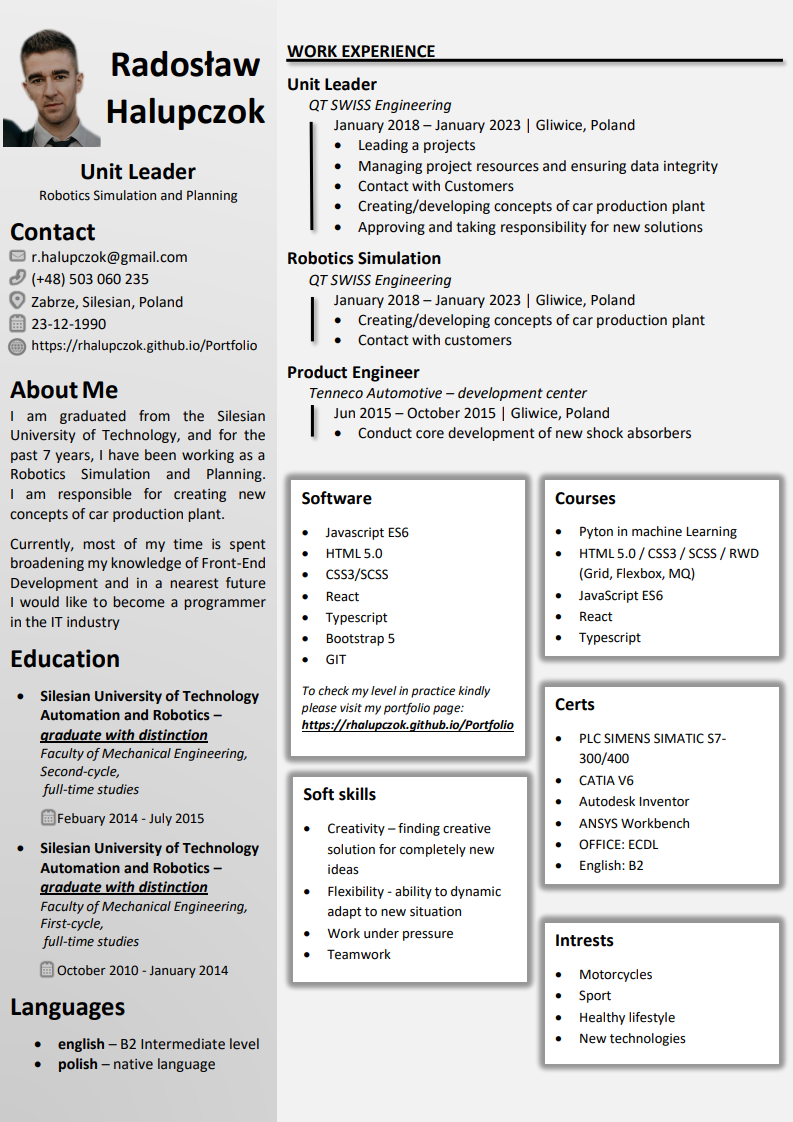 Radosław
Halupczok
Unit Leader
Robotics Simulation and Planning
Contact
r.halupczok@gmail.com
(+48) 503 060 235
Zabrze, Silesian, Poland
23-12-1990
https://rhalupczok.github.io/Portfolio
About Me
I am graduated from the Silesian
University of Technology, and for the
past 7 years, I have been working as a
Robotics Simulation and Planning.
I am responsible for creating new
concepts of car production plant.
Currently, most of my time is spent
broadening my knowledge of Front-End
Development and in a nearest future
I would like to become a programmer
in the IT industry
Education
• Silesian University of Technology
Automation and Robotics –
graduate with distinction
Faculty of Mechanical Engineering,
Second-cycle,
full-time studies
Febuary 2014 - July 2015
• Silesian University of Technology
Automation and Robotics –
graduate with distinction
Faculty of Mechanical Engineering,
First-cycle,
full-time studies
October 2010 - January 2014
Languages
• english – B2 Intermediate level
• polish – native language
WORK EXPERIENCE
Unit Leader
QT SWISS Engineering
January 2018 – January 2023 | Gliwice, Poland
• Leading a projects
• Managing project resources and ensuring data integrity
• Contact with Customers
• Creating/developing concepts of car production plant
• Approving and taking responsibility for new solutions
Robotics Simulation
QT SWISS Engineering
January 2018 – January 2023 | Gliwice, Poland
• Creating/developing concepts of car production plant
• Contact with customers
Product Engineer
Tenneco Automotive – development center
Jun 2015 – October 2015 | Gliwice, Poland
• Conduct core development of new shock absorbers
Software
• Javascript ES6
• HTML 5.0
• CSS3/SCSS
• React
• Typescript
• Bootstrap 5
• GIT
To check my level in practice kindly
please visit my portfolio page:
https://rhalupczok.github.io/Portfolio
Soft skills
• Creativity – finding creative
solution for completely new
ideas
• Flexibility - ability to dynamic
adapt to new situation
• Work under pressure
• Teamwork
Courses
• Pyton in machine Learning
• HTML 5.0 / CSS3 / SCSS / RWD
(Grid, Flexbox, MQ)
• JavaScript ES6
• React
• Typescript
Certs
• PLC SIMENS SIMATIC S7-
300/400
• CATIA V6
• Autodesk Inventor
• ANSYS Workbench
• OFFICE: ECDL
• English: B2
Intrests
• Motorcycles
• Sport
• Healthy lifestyle
• New technologies